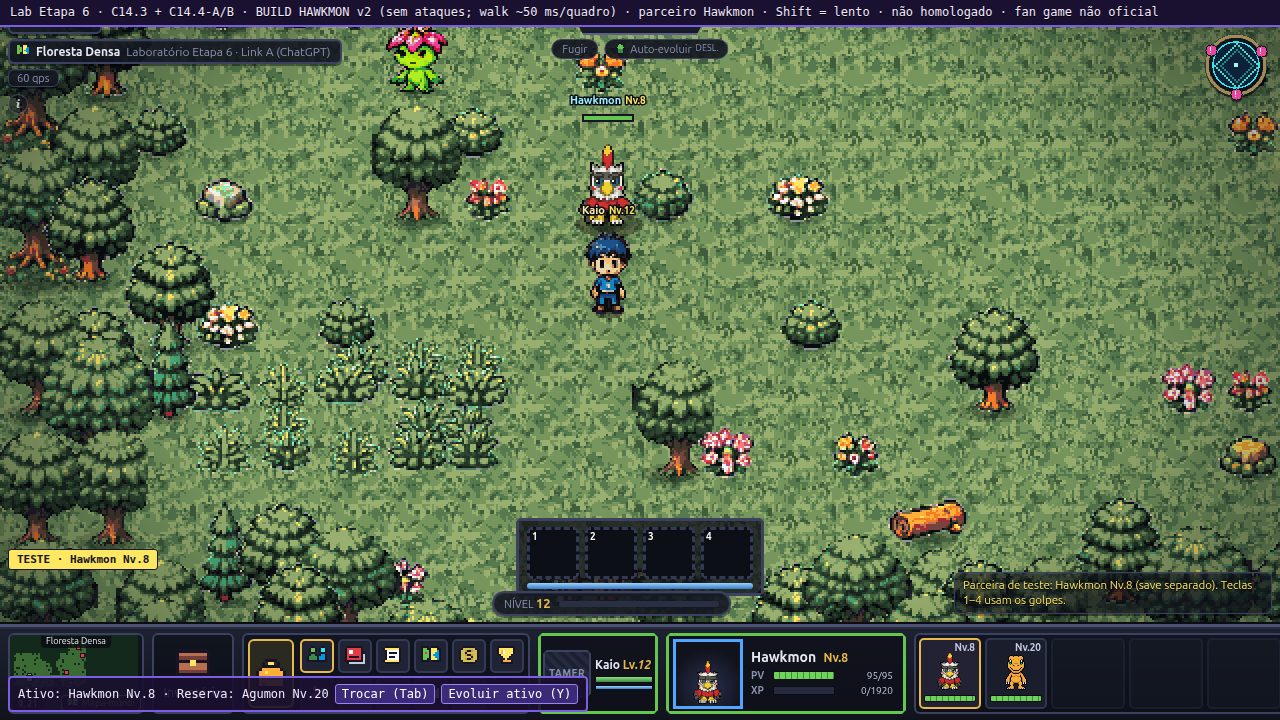 Lab Etapa 6 · C14.3 + C14.4-A/B · BUILD HAWKMON v2 (sem ataques; walk ~50 ms/quadro) · parceiro Hawkmon · Shift = lento · não homologado · fan game não oficial
Floresta Densa Laboratório Etapa 6 · Link A (ChatGPT)
Fugir
Auto-evoluir DESL.
60 qps
i
Hawkmon Nv.8
Kaio Nv.12
TESTE · Hawkmon Nv.8
1 2 3 4
NÍVEL 12
Parceira de teste: Hawkmon Nv.8 (save separado). Teclas
1–4 usam os golpes.
Floresta Densa
TAMER
Kaio Lv.12
Hawkmon Nv.8
PV 95/95
XP 0/1920
Nv.8
Nv.20
Ativo: Hawkmon Nv.8 · Reserva: Agumon Nv.20 Trocar (Tab) Evoluir ativo (Y)